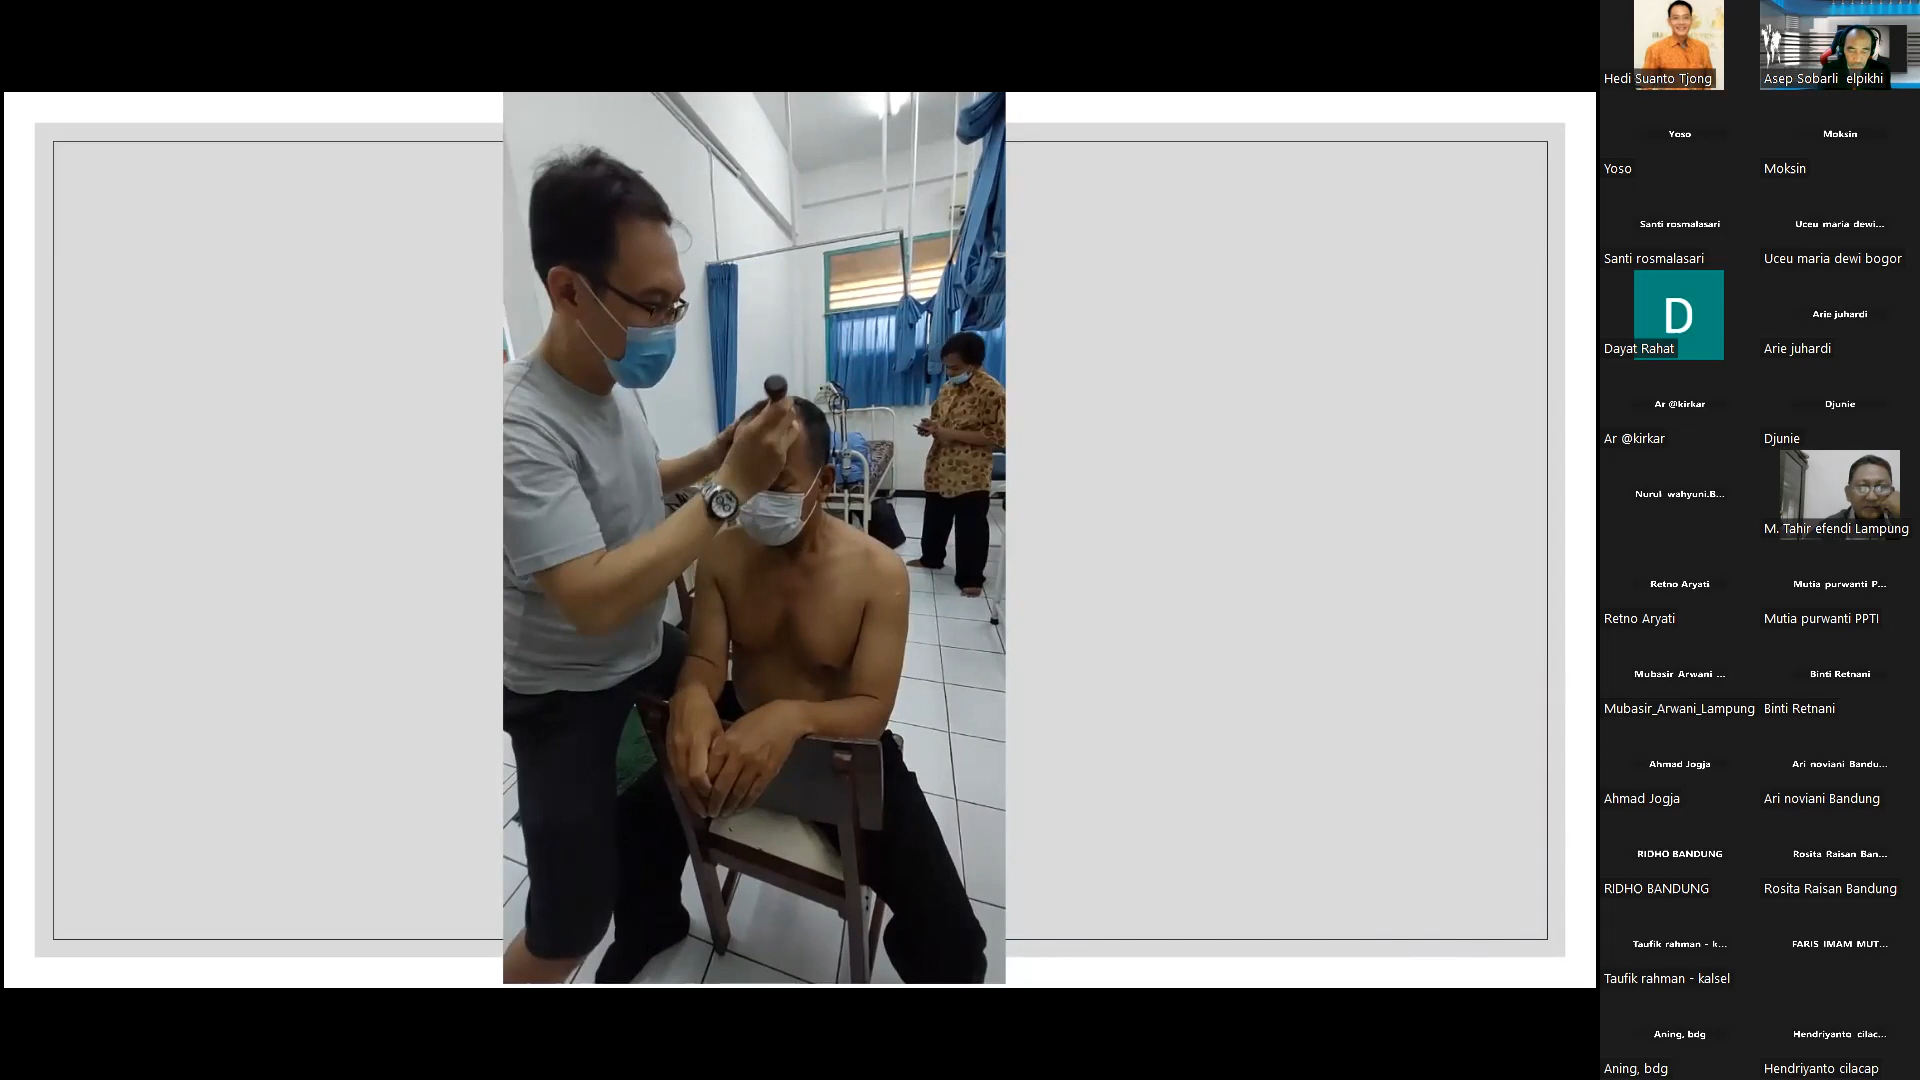 Hedi Suanto Tjong
Asep Sobarli elpikhi
Yoso
Moksin
Yoso
Moksin
Santi rosmalasari
Uceu maria dewi...
Santi rosmalasari
Uceu maria dewi bogor
D
Arie juhardi
Dayat Rahat
Arie juhardi
Ar @kirkar
Djunie
Ar @kirkar
Djunie
Nurul wahyuni.B...
M. Tahir efendi Lampung
Retno Aryati
Mutia purwanti P...
Retno Aryati
Mutia purwanti PPTI
Mubasir Arwani ...
Binti Retnani
Mubasir_Arwani_Lampung
Binti Retnani
Ahmad Jogja
Ari noviani Bandu...
Ahmad Jogja
Ari noviani Bandung
RIDHO BANDUNG
Rosita Raisan Ban...
RIDHO BANDUNG
Rosita Raisan Bandung
Taufik rahman - k...
FARIS IMAM MUT...
Taufik rahman - kalsel
Aning, bdg
Hendriyanto cilac...
Aning, bdg
Hendriyanto cilacap